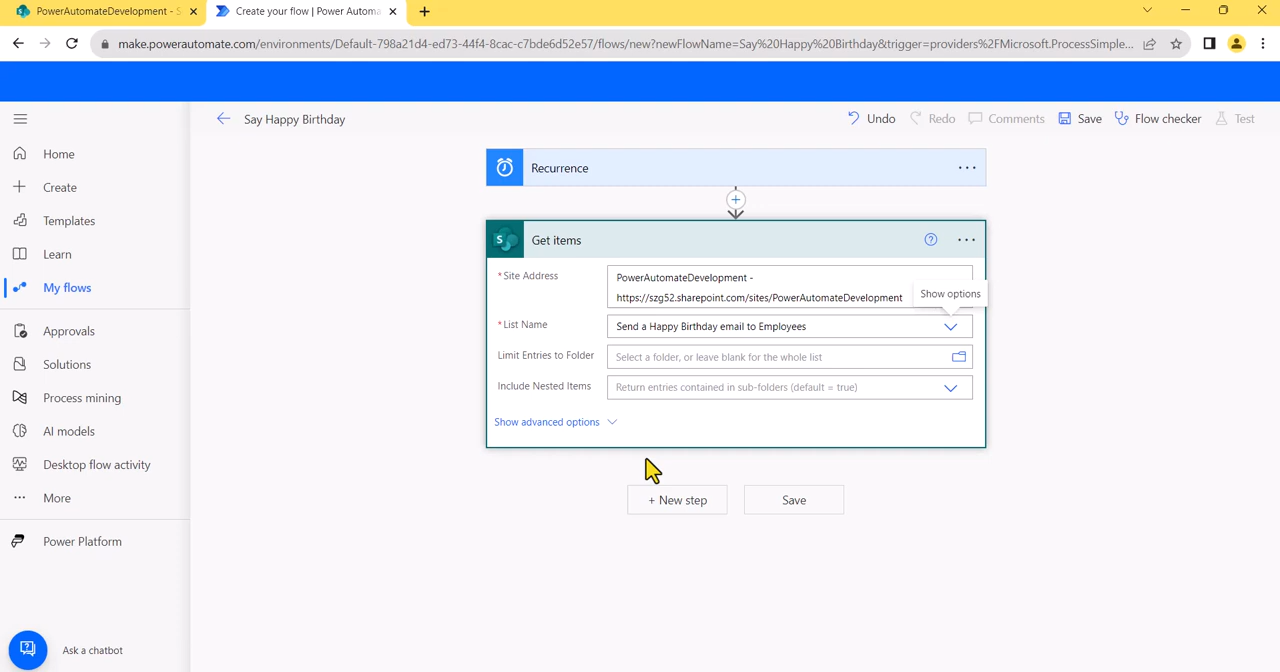 PowerAutomateDevelopment - S
Create your flow | Power Automa
make.powerautomate.com/environments/Default-798a21d4-ed73-44f4-8cac-c7bde6d52e57/flows/new?newFlowName=Say%20Happy%20Birthday&trigger=providers%2FMicrosoft.ProcessSimple...
Say Happy Birthday
Undo
Redo
Comments
Save
Flow checker
Test
Home
Create
Templates
Learn
My flows
Approvals
Solutions
Process mining
AI models
Desktop flow activity
More
Power Platform
Ask a chatbot
Recurrence
Get items
*Site Address
PowerAutomateDevelopment -
https://szg52.sharepoint.com/sites/PowerAutomateDevelopment
Show options
*List Name
Send a Happy Birthday email to Employees
Limit Entries to Folder
Select a folder, or leave blank for the whole list
Include Nested Items
Return entries contained in sub-folders (default = true)
Show advanced options
+ New step
Save